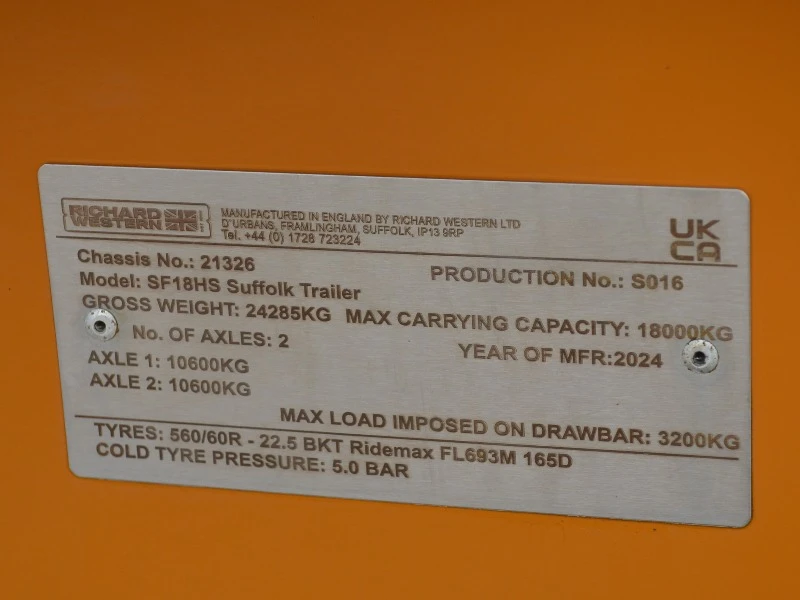 RICHARD
WESTERN
MANUFACTURED IN ENGLAND BY RICHARD WESTERN LTD
D'URBANS, FRAMLINGHAM, SUFFOLK, IP13 9RP
Tel. +44 (0) 1728 723224
UK
CA
Chassis No.: 21326
PRODUCTION No.: S016
Model: SF18HS Suffolk Trailer
GROSS WEIGHT: 24285KG MAX CARRYING CAPACITY: 18000KG
No. OF AXLES: 2
YEAR OF MFR:2024
AXLE 1: 10600KG
AXLE 2: 10600KG
MAX LOAD IMPOSED ON DRAWBAR: 3200KG
TYRES: 560/60R - 22.5 BKT Ridemax FL693M 165D
COLD TYRE PRESSURE: 5.0 BAR